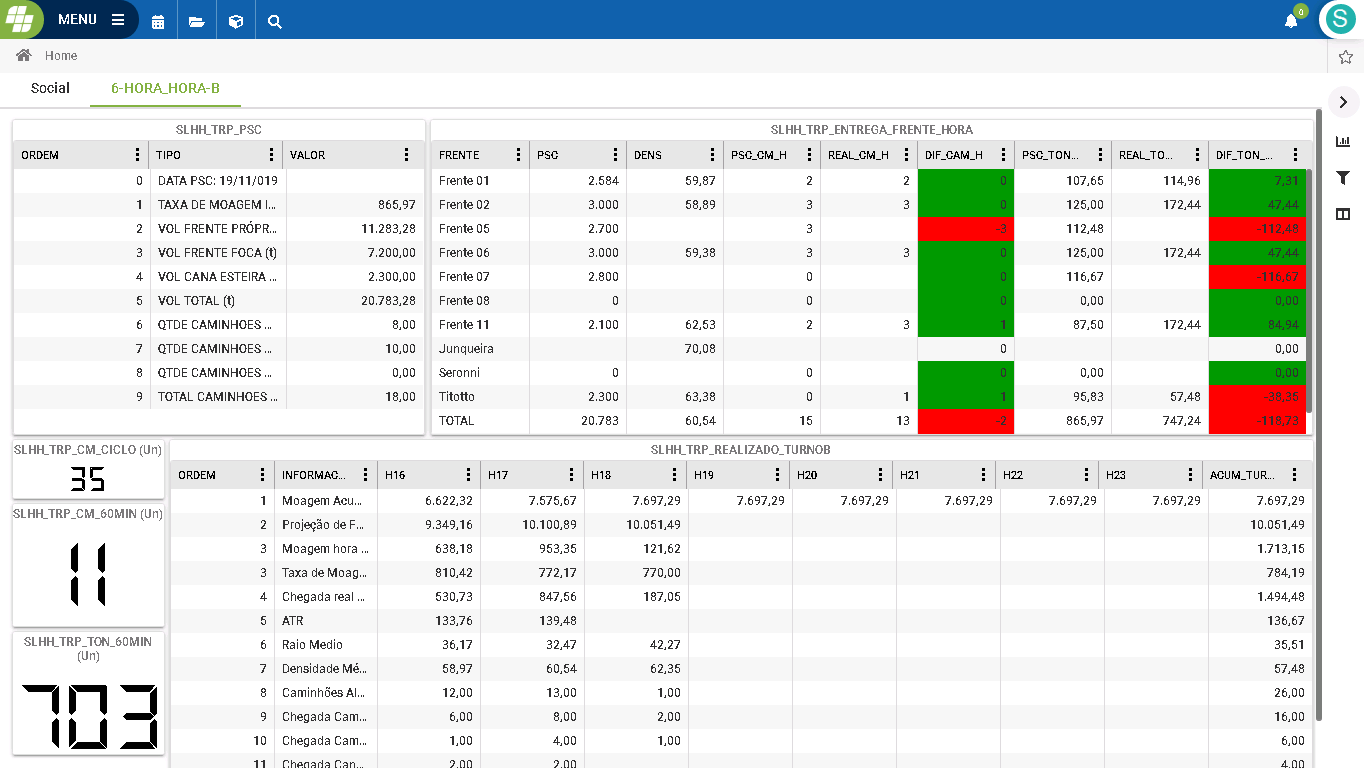 MENU
0
S
Home
Social 6-HORA_HORA-B
SLHH_TRP_PSC
ORDEM TIPO VALOR
0 DATA PSC: 19/11/019
1 TAXA DE MOAGEM I... 865,97
2 VOL FRENTE PRÓPR... 11.283,28
3 VOL FRENTE FOCA (t) 7.200,00
4 VOL CANA ESTEIRA ... 2.300,00
5 VOL TOTAL (t) 20.783,28
6 QTDE CAMINHOES ... 8,00
7 QTDE CAMINHOES ... 10,00
8 QTDE CAMINHOES ... 0,00
9 TOTAL CAMINHOES ... 18,00
SLHH_TRP_ENTREGA_FRENTE_HORA
FRENTE PSC DENS PSC_CM_H REAL_CM_H DIF_CAM_H PSC_TON... REAL_TO... DIF_TON_...
Frente 01 2.584 59,87 2 2 0 107,65 114,96 7,31
Frente 02 3.000 58,89 3 3 0 125,00 172,44 47,44
Frente 05 2.700 3 -3 112,48 -112,48
Frente 06 3.000 59,38 3 3 0 125,00 172,44 47,44
Frente 07 2.800 0 0 116,67 -116,67
Frente 08 0 0 0 0,00 0,00
Frente 11 2.100 62,53 2 3 1 87,50 172,44 84,94
Junqueira 70,08 0 0,00
Seronni 0 0 0 0,00 0,00
Titotto 2.300 63,38 0 1 1 95,83 57,48 -38,35
TOTAL 20.783 60,54 15 13 -2 865,97 747,24 -118,73
SLHH_TRP_CM_CICLO (Un)
35
SLHH_TRP_CM_60MIN (Un)
11
SLHH_TRP_TON_60MIN
(Un)
703
SLHH_TRP_REALIZADO_TURNOB
ORDEM INFORMAC... H16 H17 H18 H19 H20 H21 H22 H23 ACUM_TUR...
1 Moagem Acu... 6.622,32 7.575,67 7.697,29 7.697,29 7.697,29 7.697,29 7.697,29 7.697,29 7.697,29
2 Projeção de F... 9.349,16 10.100,89 10.051,49 10.051,49
3 Moagem hora ... 638,18 953,35 121,62 1.713,15
3 Taxa de Moag... 810,42 772,17 770,00 784,19
4 Chegada real ... 530,73 847,56 187,05 1.494,48
5 ATR 133,76 139,48 136,67
6 Raio Medio 36,17 32,47 42,27 35,51
7 Densidade Mé... 58,97 60,54 62,35 57,48
8 Caminhões Al... 12,00 13,00 1,00 26,00
9 Chegada Cam... 6,00 8,00 2,00 16,00
10 Chegada Cam... 1,00 4,00 1,00 6,00
11 Chegada Can... 2,00 2,00 4,00